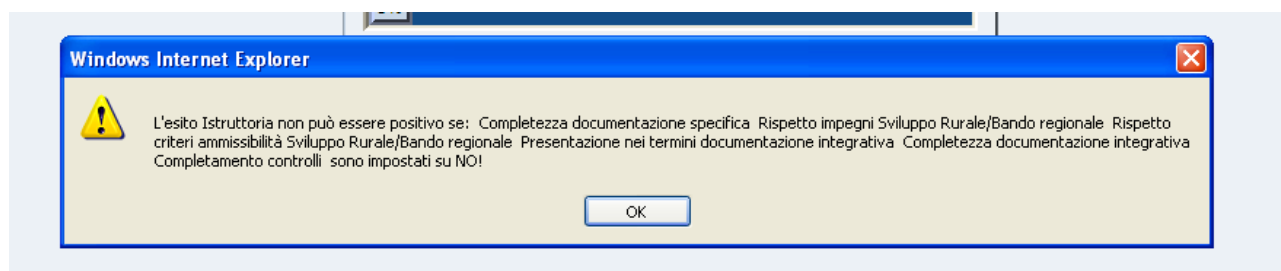 Windows Internet Explorer
L'esito Istruttoria non può essere positivo se:  Completezza documentazione specifica  Rispetto impegni Sviluppo Rurale/Bando regionale  Rispetto
criteri ammissibilità Sviluppo Rurale/Bando regionale  Presentazione nei termini documentazione integrativa  Completezza documentazione integrativa
Completamento controlli  sono impostati su NO!
OK